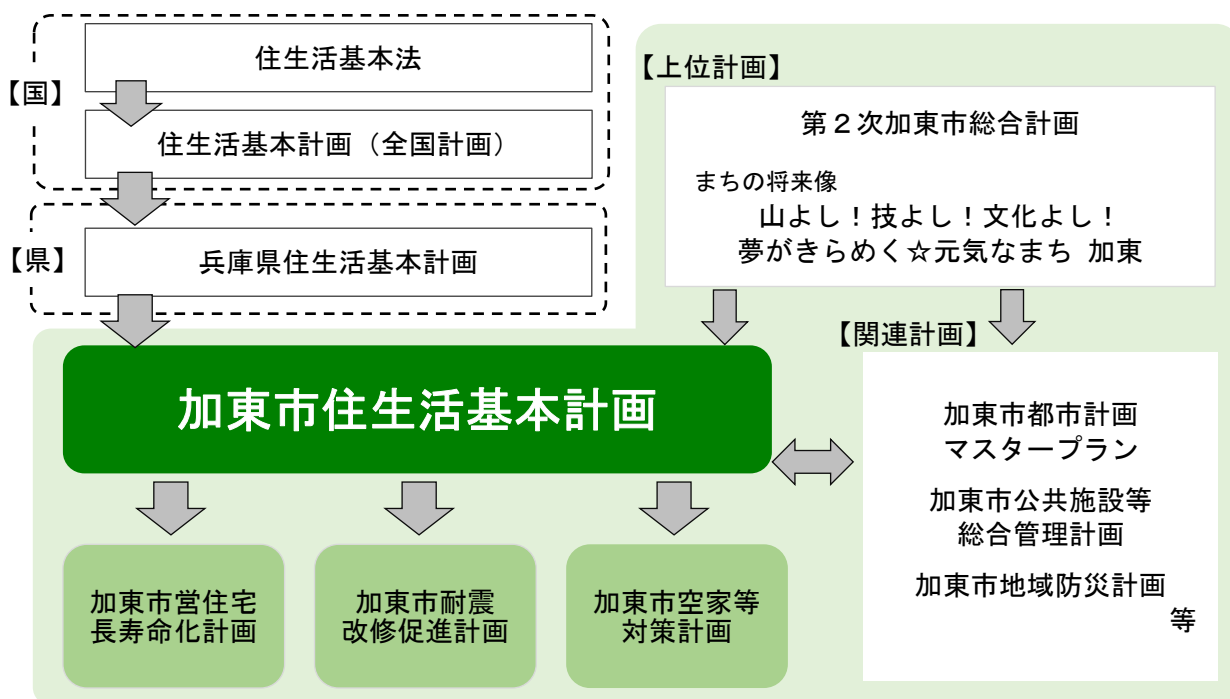 【国】
住生活基本法
住生活基本計画（全国計画）
【県】
兵庫県住生活基本計画
【上位計画】
第２次加東市総合計画
まちの将来像
山よし！技よし！文化よし！
夢がきらめく☆元気なまち 加東
加東市住生活基本計画
【関連計画】
加東市都市計画
マスタープラン
加東市公共施設等
総合管理計画
加東市地域防災計画
等
加東市営住宅
長寿命化計画
加東市耐震
改修促進計画
加東市空家等
対策計画